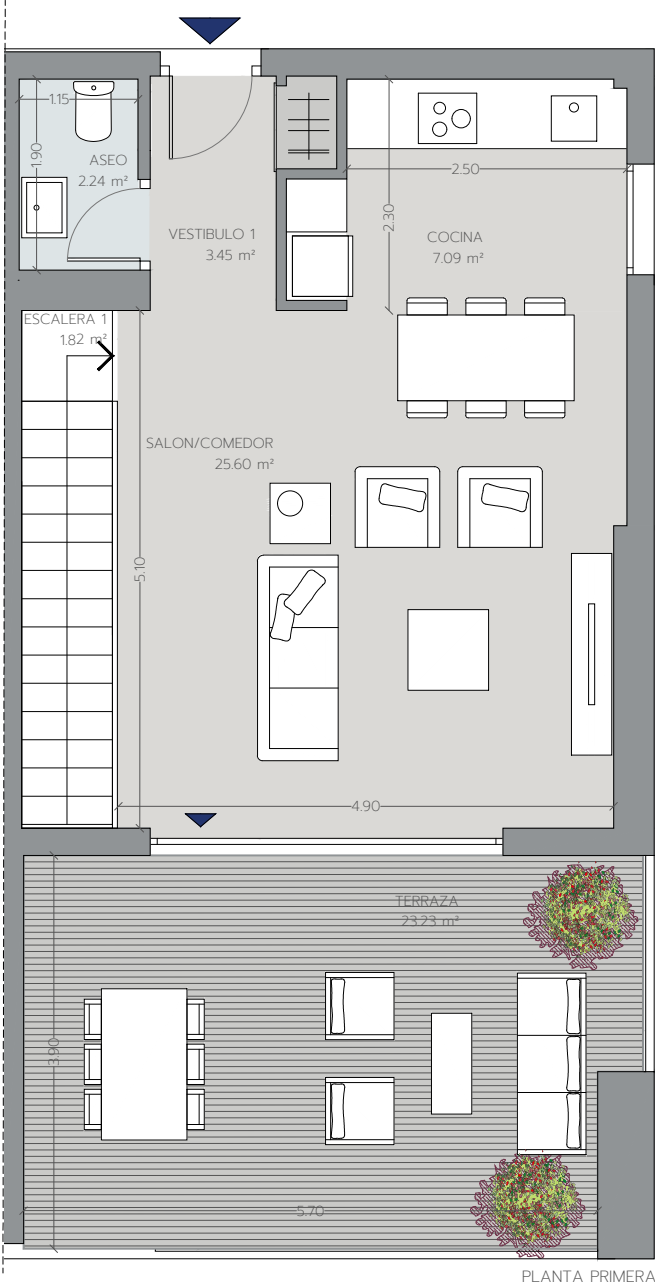 1.15
1.90
ASEO
2.24 m²
2.50
2.30
VESTIBULO 1
3.45 m²
COCINA
7.09 m²
ESCALERA 1
1.82 m²
SALON/COMEDOR
25.60 m²
5.10
4.90
TERRAZA
23.23 m²
3.90
5.70
PLANTA PRIMERA